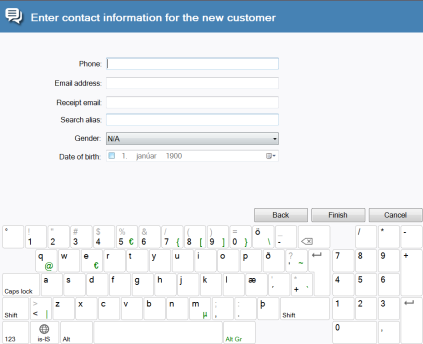 Enter contact information for the new customer
Phone:
Email address:
Receipt email:
Search alias:
Gender: N/A
Date of birth: 1. janúar 1900
Back Finish Cancel
° ! " # $ % & / ( ) = ö _ / * -
1 2 3 4 5 € 6 7 { 8 [ 9 ] 0 } \ -
q @ w e € r t y u i o p ð ? ' ~ 7 8 9 +
Caps lock a s d f g h j k l æ ' * + ` 4 5 6
Shift > < | z x c v b n m µ ; , : . þ Shift 1 2 3
123 is-IS Alt Alt Gr 0 ,